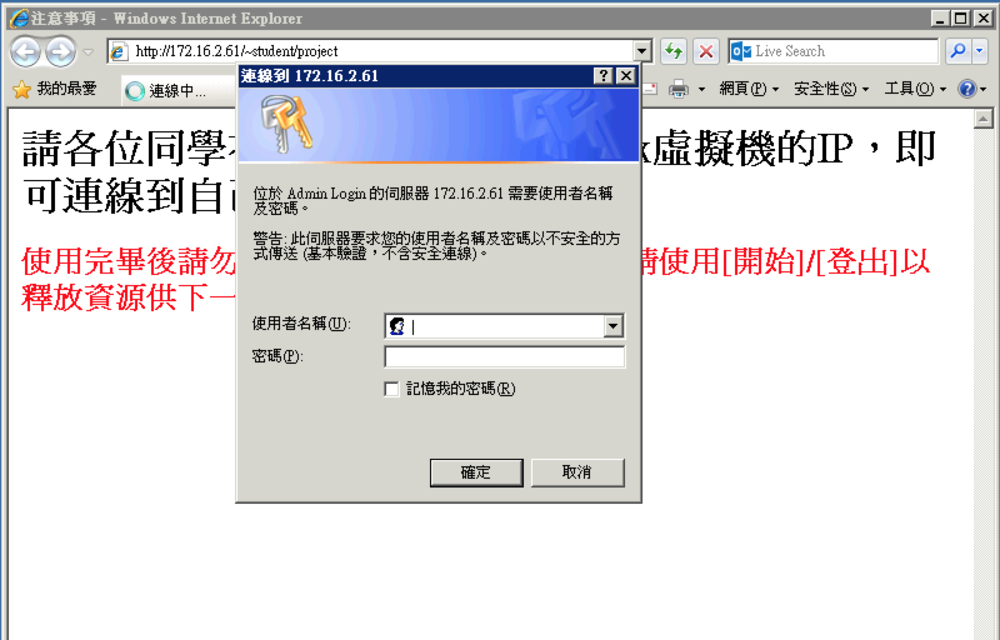 注意事項 - Windows Internet Explorer
http://172.16.2.61/~student/project
Live Search
連線到 172.16.2.61
我的最愛
連線中...
網頁(P)
安全性(S)
工具(O)
請各位同學
虛擬機的IP，即
可連線到自
位於 Admin Login 的伺服器 172.16.2.61 需要使用者名稱
及密碼。
警告: 此伺服器要求您的使用者名稱及密碼以不安全的方
式傳送 (基本驗證，不含安全連線)。
使用完畢後請勿
請使用[開始]/[登出]以
釋放資源供下一
使用者名稱(U):
密碼(P):
記憶我的密碼(R)
確定
取消